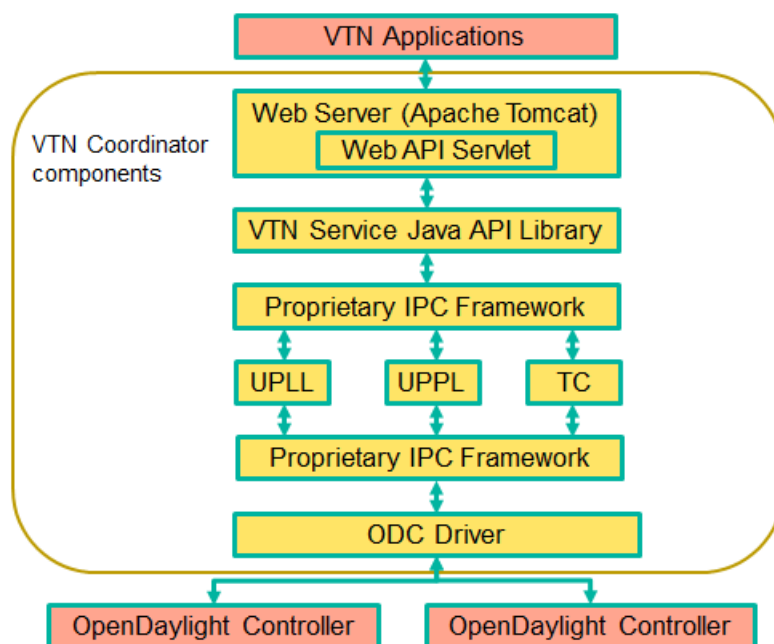 VTN Applications
Web Server (Apache Tomcat)
Web API Servlet
VTN Coordinator
components
VTN Service Java API Library
Proprietary IPC Framework
UPLL
UPPL
TC
Proprietary IPC Framework
ODC Driver
OpenDaylight Controller
OpenDaylight Controller